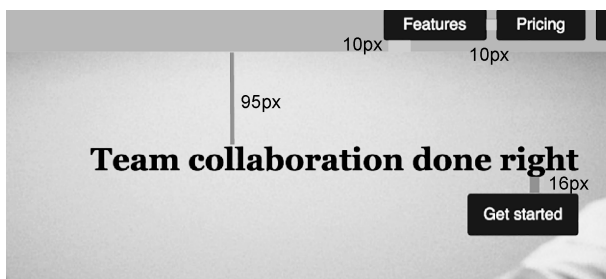 Features Pricing
10px
10px
95px
Team collaboration done right
16px
Get started